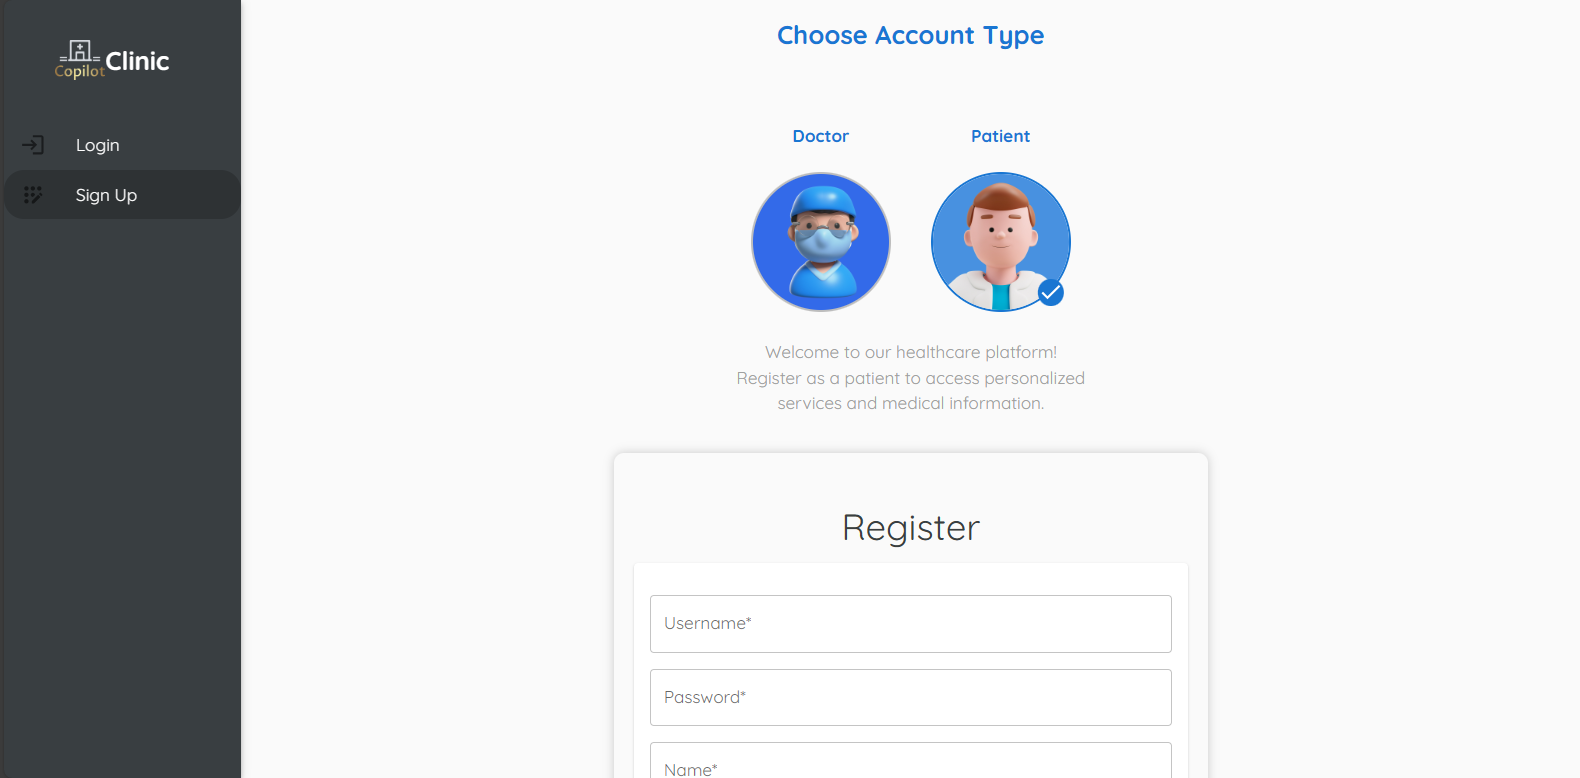 Copilot Clinic
Login
Sign Up
Choose Account Type
Doctor
Patient
Welcome to our healthcare platform!
Register as a patient to access personalized
services and medical information.
Register
Username*
Password*
Name*